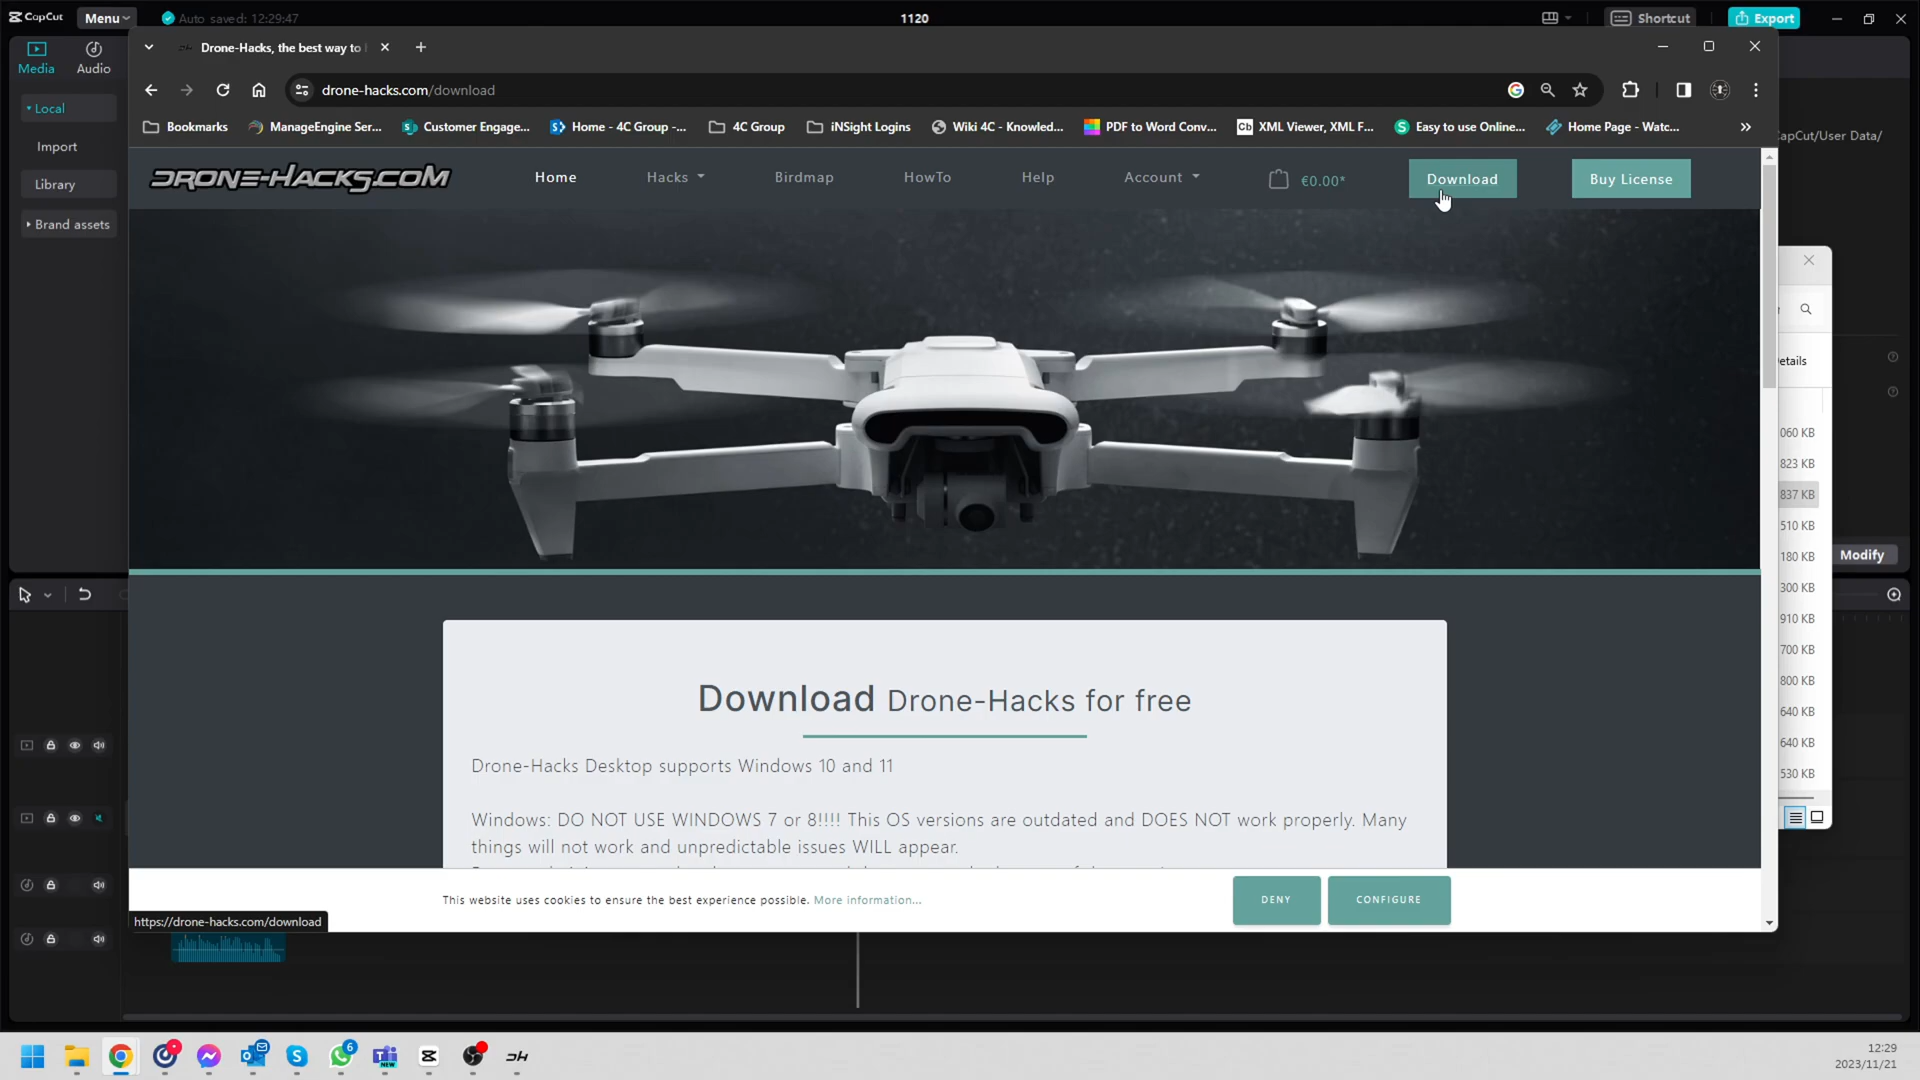 CapCut
Menu
Auto saved: 12:29:47
1120
Shortcut
Export
Media
Audio
Drone-Hacks, the best way to
drone-hacks.com/download
Bookmarks
ManageEngine Ser...
Customer Engage...
Home - 4C Group -...
4C Group
iNSight Logins
Wiki 4C - Knowled...
PDF to Word Conv...
XML Viewer, XML F...
Easy to use Online...
Home Page - Watc...
»
Local
Import
Library
Brand assets
apCut/User Data/
DRONE-HACKS.COM
Home
Hacks
Birdmap
HowTo
Help
Account
€0.00*
Download
Buy License
etails
060 KB
823 KB
837 KB
510 KB
180 KB
300 KB
910 KB
700 KB
800 KB
640 KB
640 KB
530 KB
Modify
Download Drone-Hacks for free
Drone-Hacks Desktop supports Windows 10 and 11
Windows: DO NOT USE WINDOWS 7 or 8!!!! This OS versions are outdated and DOES NOT work properly. Many
things will not work and unpredictable issues WILL appear.
This website uses cookies to ensure the best experience possible. More information...
DENY
CONFIGURE
https://drone-hacks.com/download
6
NEW
12:29
2023/11/21